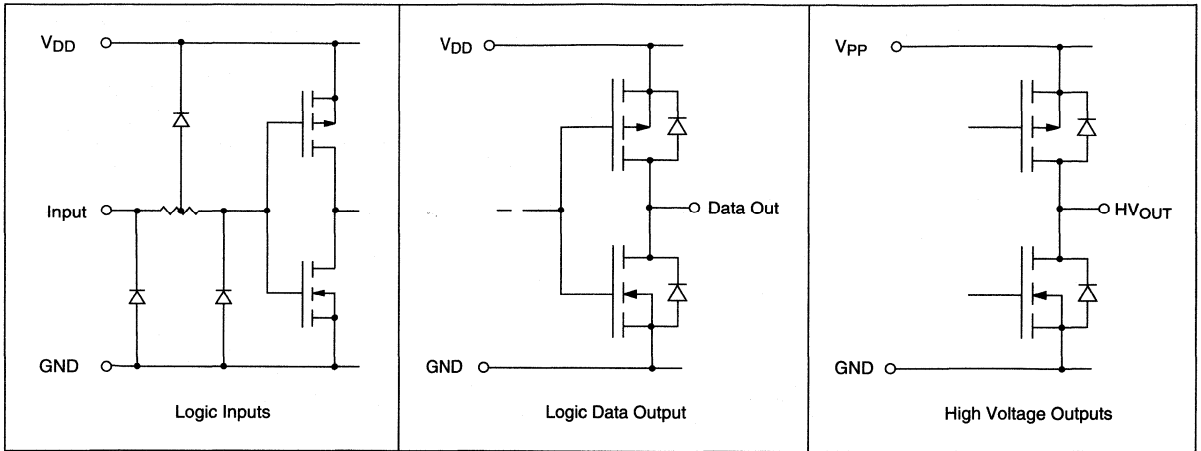 VDD
Input
GND
Logic Inputs
VDD
Data Out
GND
Logic Data Output
VPP
HVOUT
GND
High Voltage Outputs